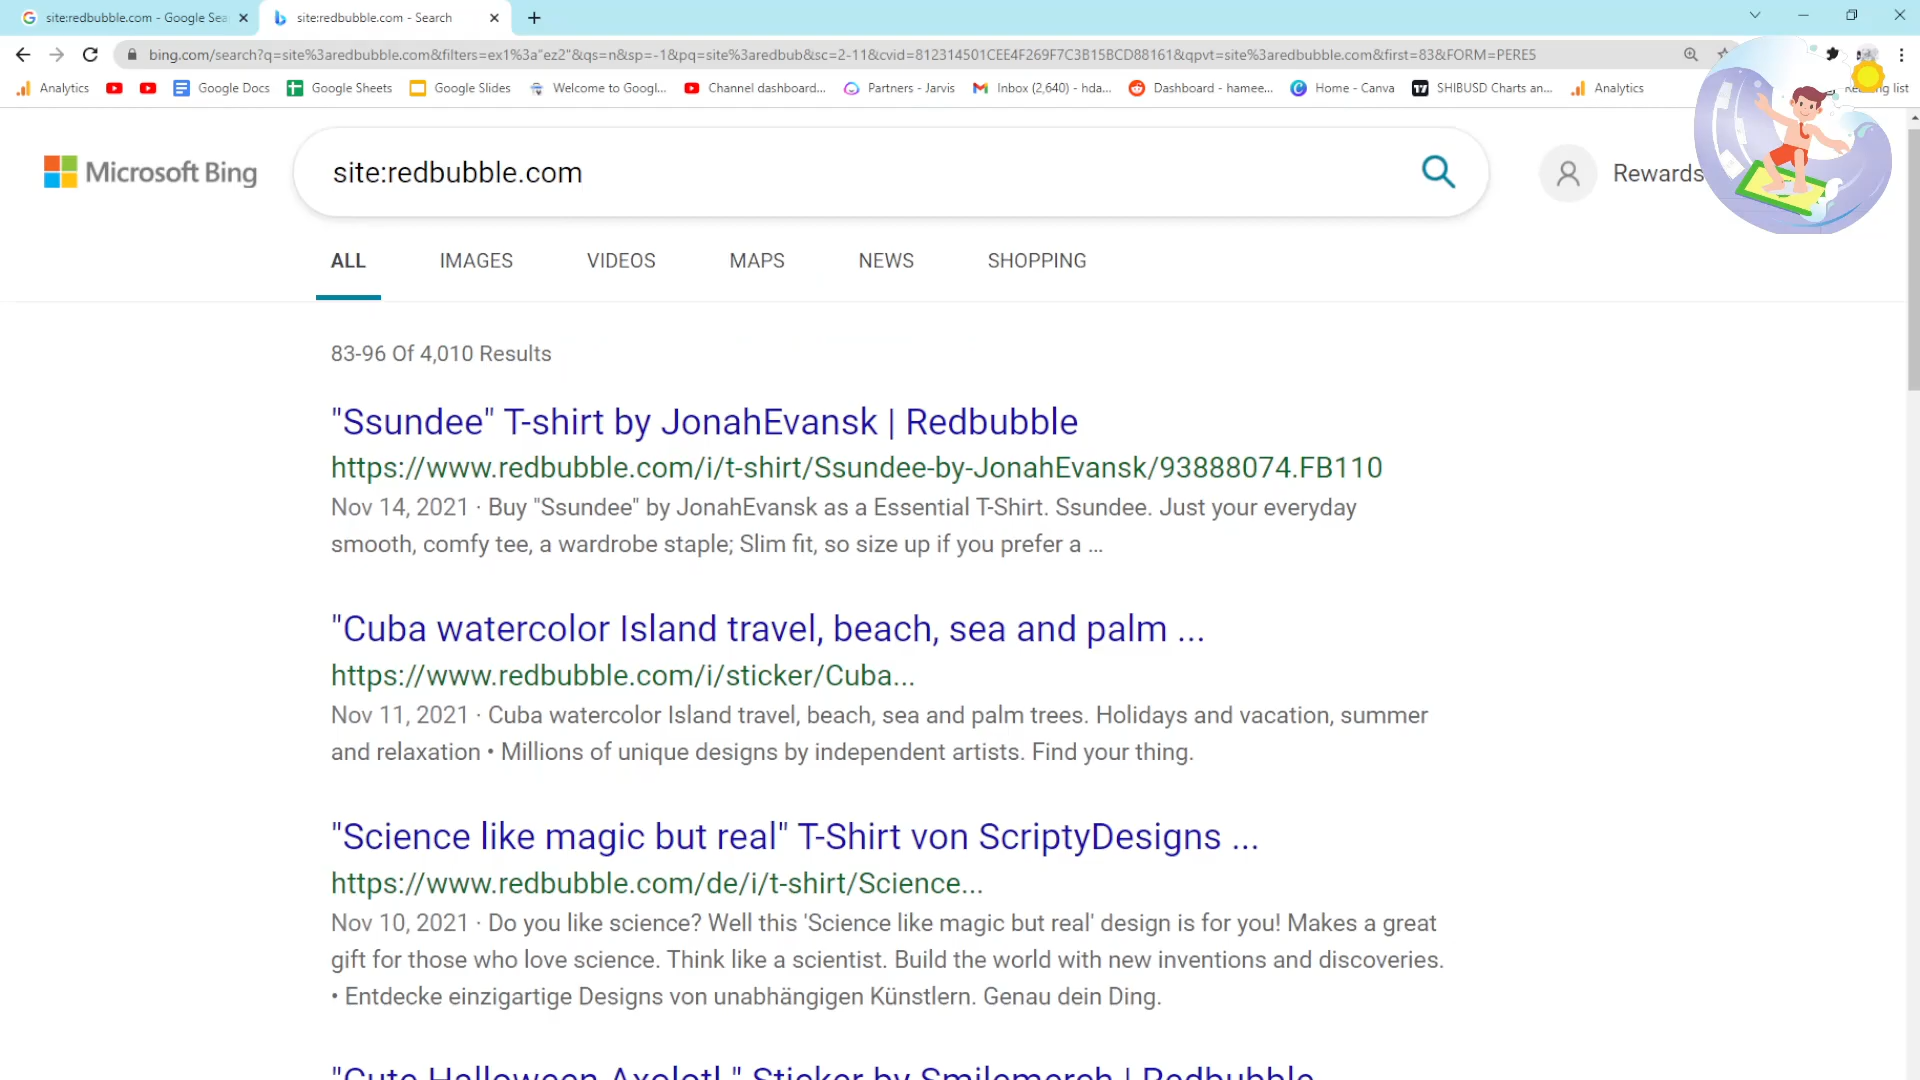 site:redbubble.com - Google Sea
site:redbubble.com - Search
bing.com/search?q=site%3aredbubble.com&filters=ex1%3a"ez2"&qs=n&sp=-1&pq=site%3aredbub&sc=2-11&cvid=812314501CEE4F269F7C3B15BCD88161&qpvt=site%3aredbubble.com&first=83&FORM=PERE5
Analytics Google Docs Google Sheets Google Slides Welcome to Googl... Channel dashboard... Partners - Jarvis Inbox (2,640) - hda... Dashboard - hamee... Home - Canva SHIBUSD Charts an... Analytics list
Microsoft Bing
site:redbubble.com
Rewards
ALL IMAGES VIDEOS MAPS NEWS SHOPPING
83-96 Of 4,010 Results
"Ssundee" T-shirt by JonahEvansk | Redbubble
https://www.redbubble.com/i/t-shirt/Ssundee-by-JonahEvansk/93888074.FB110
Nov 14, 2021 · Buy "Ssundee" by JonahEvansk as a Essential T-Shirt. Ssundee. Just your everyday
smooth, comfy tee, a wardrobe staple; Slim fit, so size up if you prefer a ...
"Cuba watercolor Island travel, beach, sea and palm ...
https://www.redbubble.com/i/sticker/Cuba...
Nov 11, 2021 · Cuba watercolor Island travel, beach, sea and palm trees. Holidays and vacation, summer
and relaxation • Millions of unique designs by independent artists. Find your thing.
"Science like magic but real" T-Shirt von ScriptyDesigns ...
https://www.redbubble.com/de/i/t-shirt/Science...
Nov 10, 2021 · Do you like science? Well this 'Science like magic but real' design is for you! Makes a great
gift for those who love science. Think like a scientist. Build the world with new inventions and discoveries.
• Entdecke einzigartige Designs von unabhängigen Künstlern. Genau dein Ding.
"Cute Halloween Axolotl " Sticker by Smilemerch | Redbubble